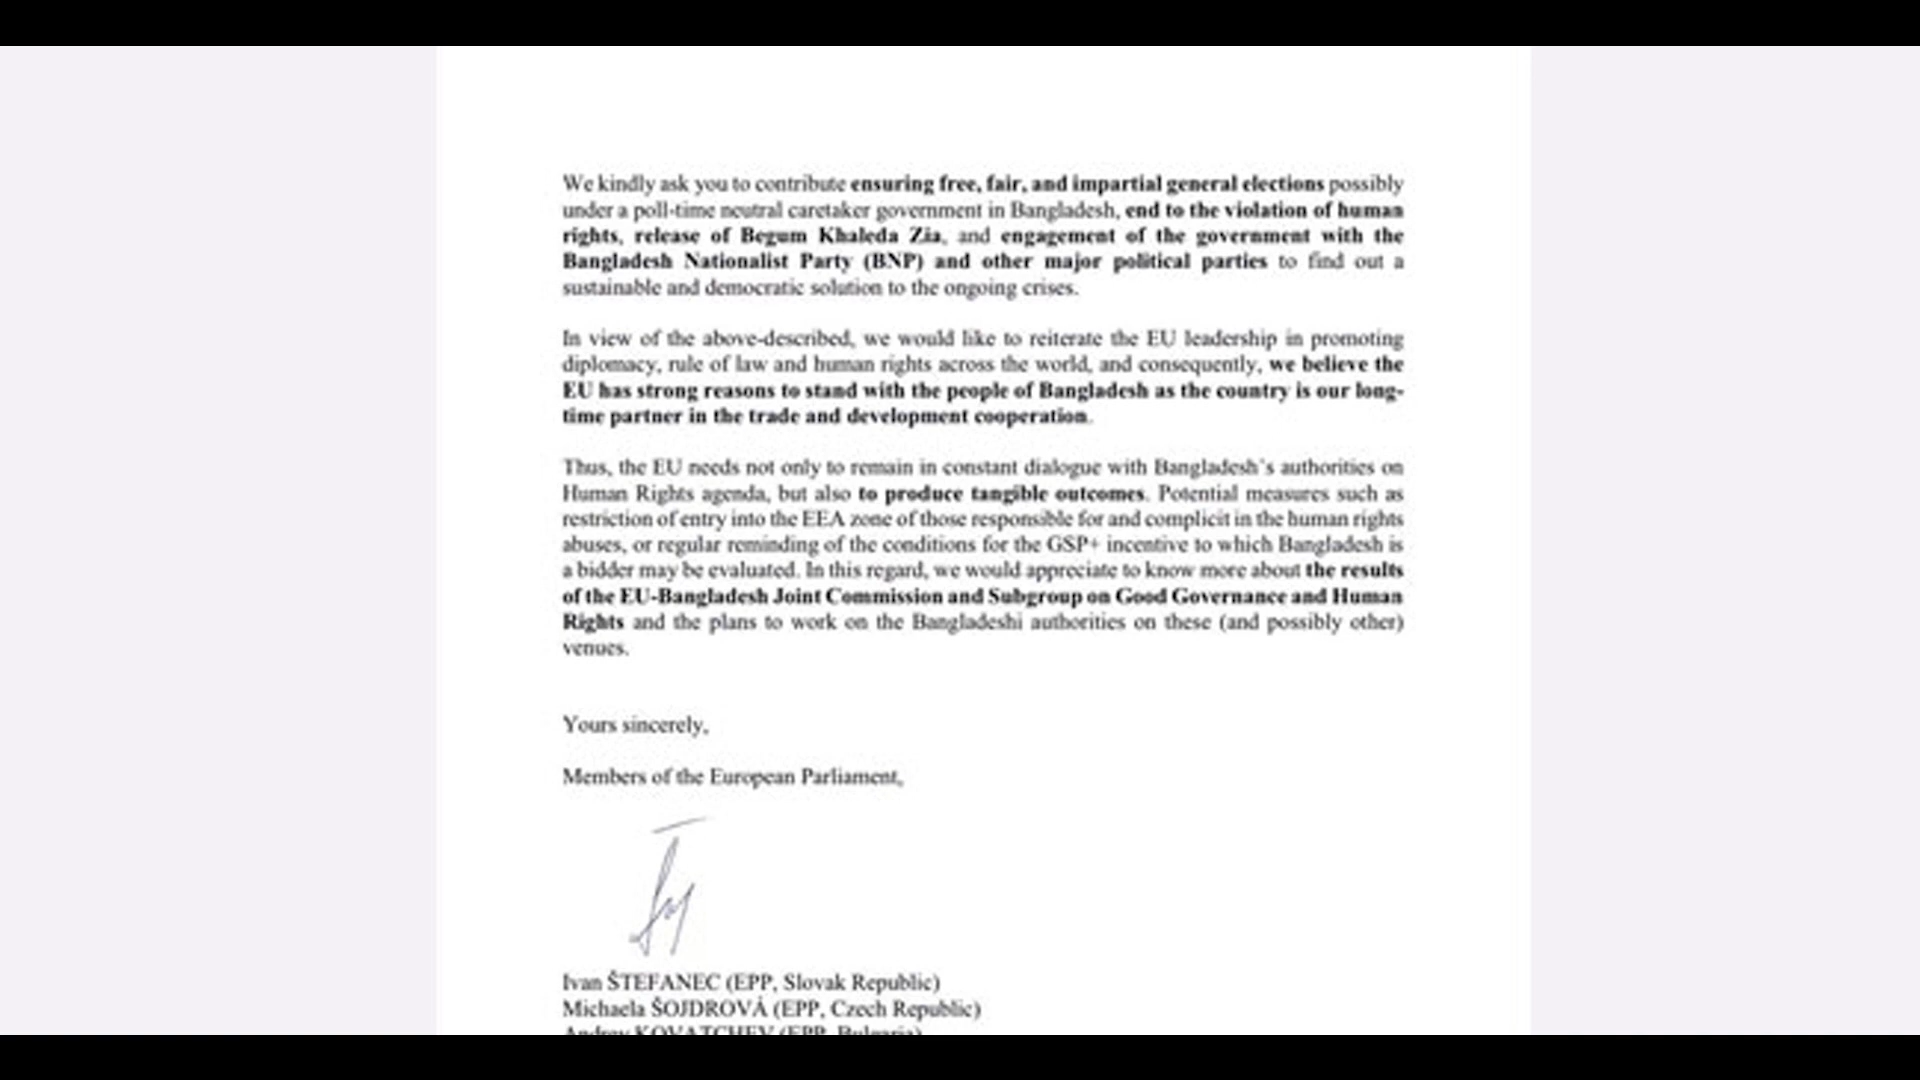 We kindly ask you to contribute ensuring free, fair, and impartial general elections possibly
under a poll-time neutral caretaker government in Bangladesh, end to the violation of human
rights, release of Begum Khaleda Zia, and engagement of the government with the
Bangladesh Nationalist Party (BNP) and other major political parties to find out a
sustainable and democratic solution to the ongoing crises.
In view of the above-described, we would like to reiterate the EU leadership in promoting
diplomacy, rule of law and human rights across the world, and consequently, we believe the
EU has strong reasons to stand with the people of Bangladesh as the country is our long-
time partner in the trade and development cooperation.
Thus, the EU needs not only to remain in constant dialogue with Bangladesh's authorities on
Human Rights agenda, but also to produce tangible outcomes. Potential measures such as
restriction of entry into the EEA zone of those responsible for and complicit in the human rights
abuses, or regular reminding of the conditions for the GSP+ incentive to which Bangladesh is
a bidder may be evaluated. In this regard, we would appreciate to know more about the results
of the EU-Bangladesh Joint Commission and Subgroup on Good Governance and Human
Rights and the plans to work on the Bangladeshi authorities on these (and possibly other)
venues.
Yours sincerely,
Members of the European Parliament,
Ivan ŠTEFANEC (EPP, Slovak Republic)
Michaela ŠOJDROVÁ (EPP, Czech Republic)
Andrey KOVATCHEV (EPP, Bulgaria)